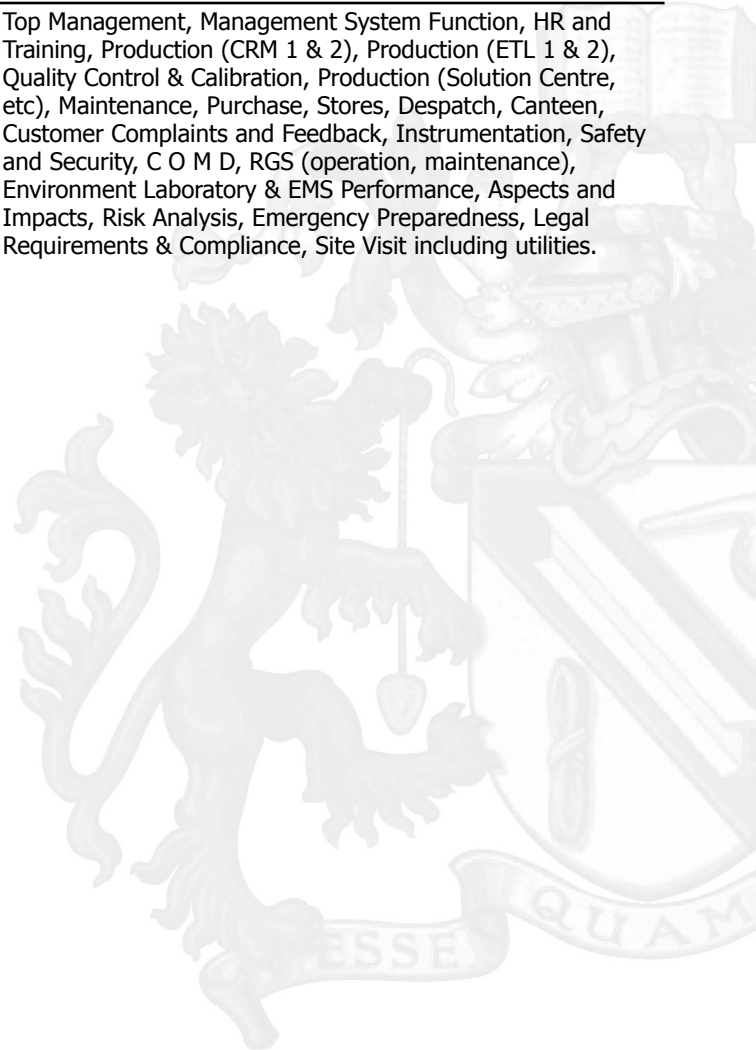 Top Management, Management System Function, HR and
Training, Production (CRM 1 & 2), Production (ETL 1 & 2),
Quality Control & Calibration, Production (Solution Centre,
etc), Maintenance, Purchase, Stores, Despatch, Canteen,
Customer Complaints and Feedback, Instrumentation, Safety
and Security, C O M D, RGS (operation, maintenance),
Environment Laboratory & EMS Performance, Aspects and
Impacts, Risk Analysis, Emergency Preparedness, Legal
Requirements & Compliance, Site Visit including utilities.
ESSE QUAM